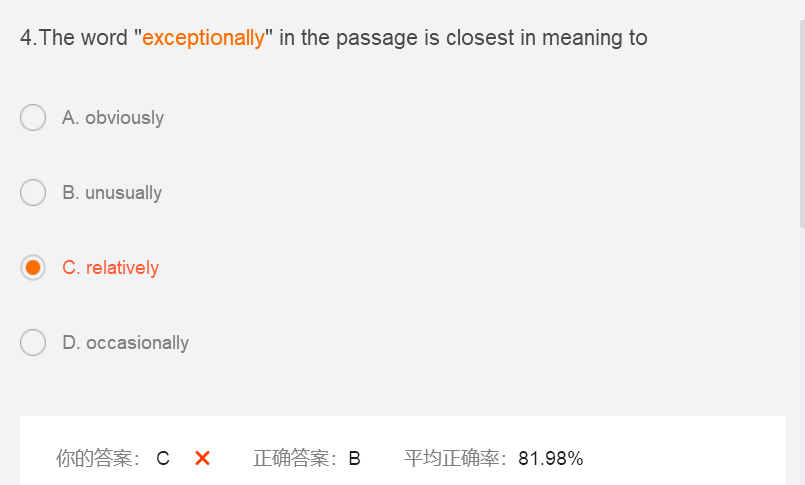 4.The word "exceptionally" in the passage is closest in meaning to
A. obviously
B. unusually
C. relatively
D. occasionally
你的答案： C 正确答案： B 平均正确率： 81.98%